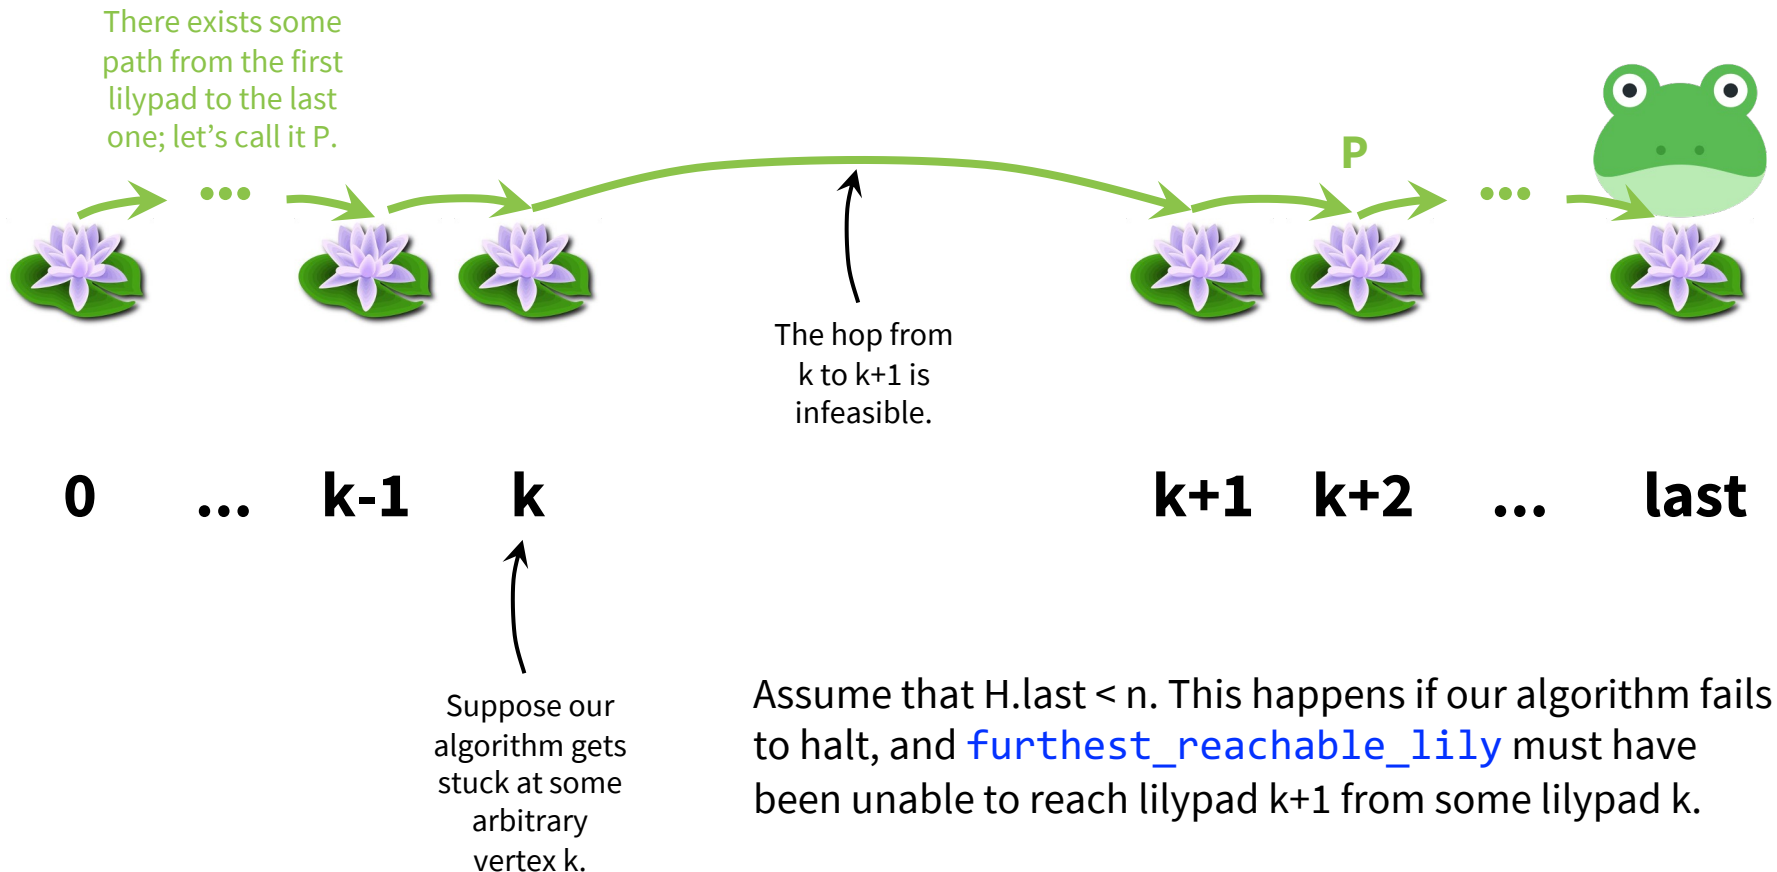 There exists some
path from the first
lilypad to the last
one; let’s call it P.
P
The hop from
k to k+1 is
infeasible.
0 ... k-1 k k+1 k+2 ... last
Suppose our
algorithm gets
stuck at some
arbitrary
vertex k.
Assume that H.last < n. This happens if our algorithm fails
to halt, and furthest_reachable_lily must have
been unable to reach lilypad k+1 from some lilypad k.